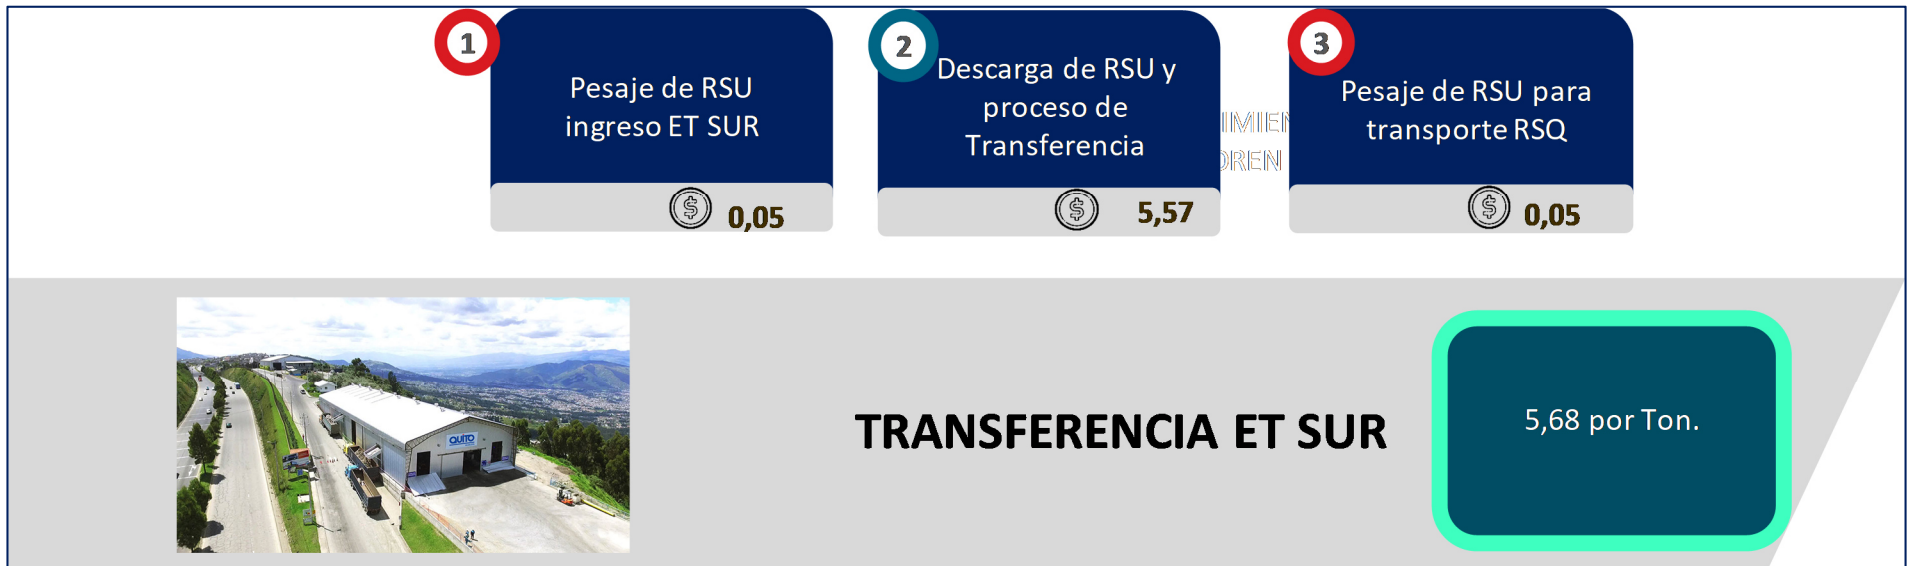 1
Pesaje de RSU
ingreso ET SUR
0,05
2
Descarga de RSU y
proceso de
Transferencia
5,57
3
Pesaje de RSU para
transporte RSQ
0,05
QUITO
TRANSFERENCIA ET SUR
5,68 por Ton.